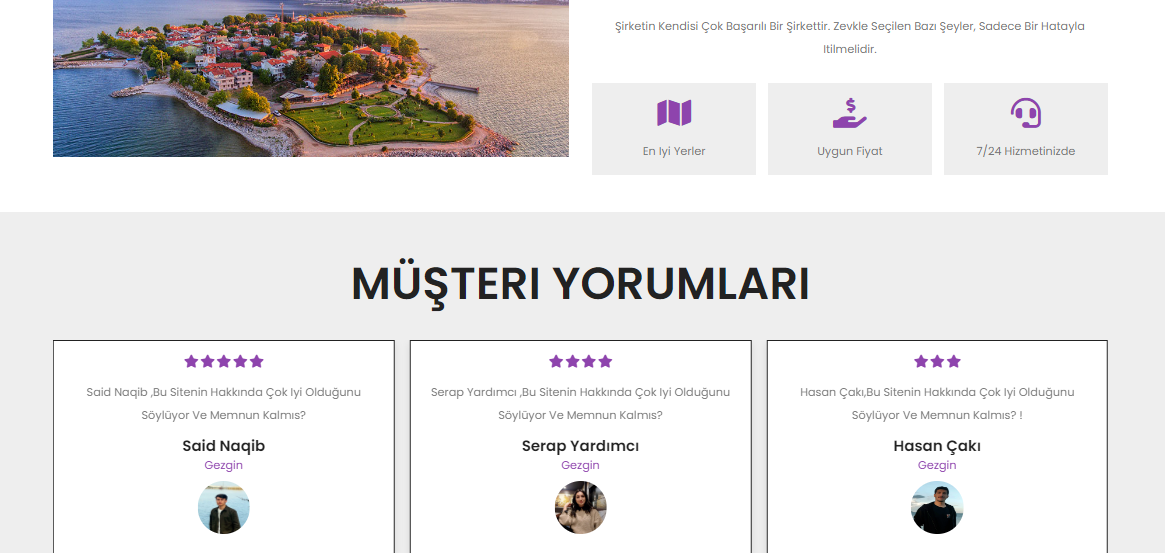 Şirketin Kendisi Çok Başarılı Bir Şirkettir. Zevkle Seçilen Bazı Şeyler, Sadece Bir Hatayla
Itilmelidir.
En Iyi Yerler
Uygun Fiyat
7/24 Hizmetinizde
MÜŞTERI YORUMLARI
Said Naqib ,Bu Sitenin Hakkında Çok Iyi Olduğunu
Söylüyor Ve Memnun Kalmıs?
Said Naqib
Gezgin
Serap Yardımcı ,Bu Sitenin Hakkında Çok Iyi Olduğunu
Söylüyor Ve Memnun Kalmıs?
Serap Yardımcı
Gezgin
Hasan Çakı,Bu Sitenin Hakkında Çok Iyi Olduğunu
Söylüyor Ve Memnun Kalmıs? !
Hasan Çakı
Gezgin